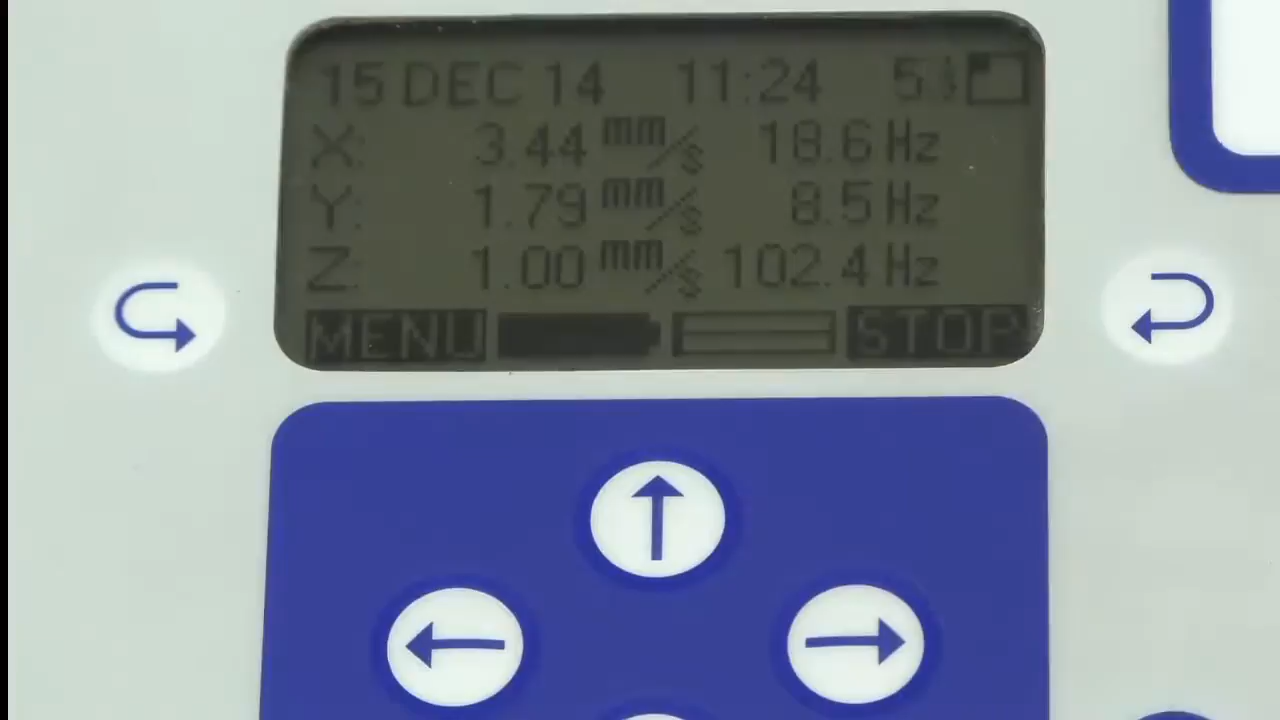 15 DEC 14 11:24 5
X: 3.44 mm/s 18.6 Hz
Y: 1.79 mm/s 8.5 Hz
Z: 1.00 mm/s 102.4 Hz
MENU STOP